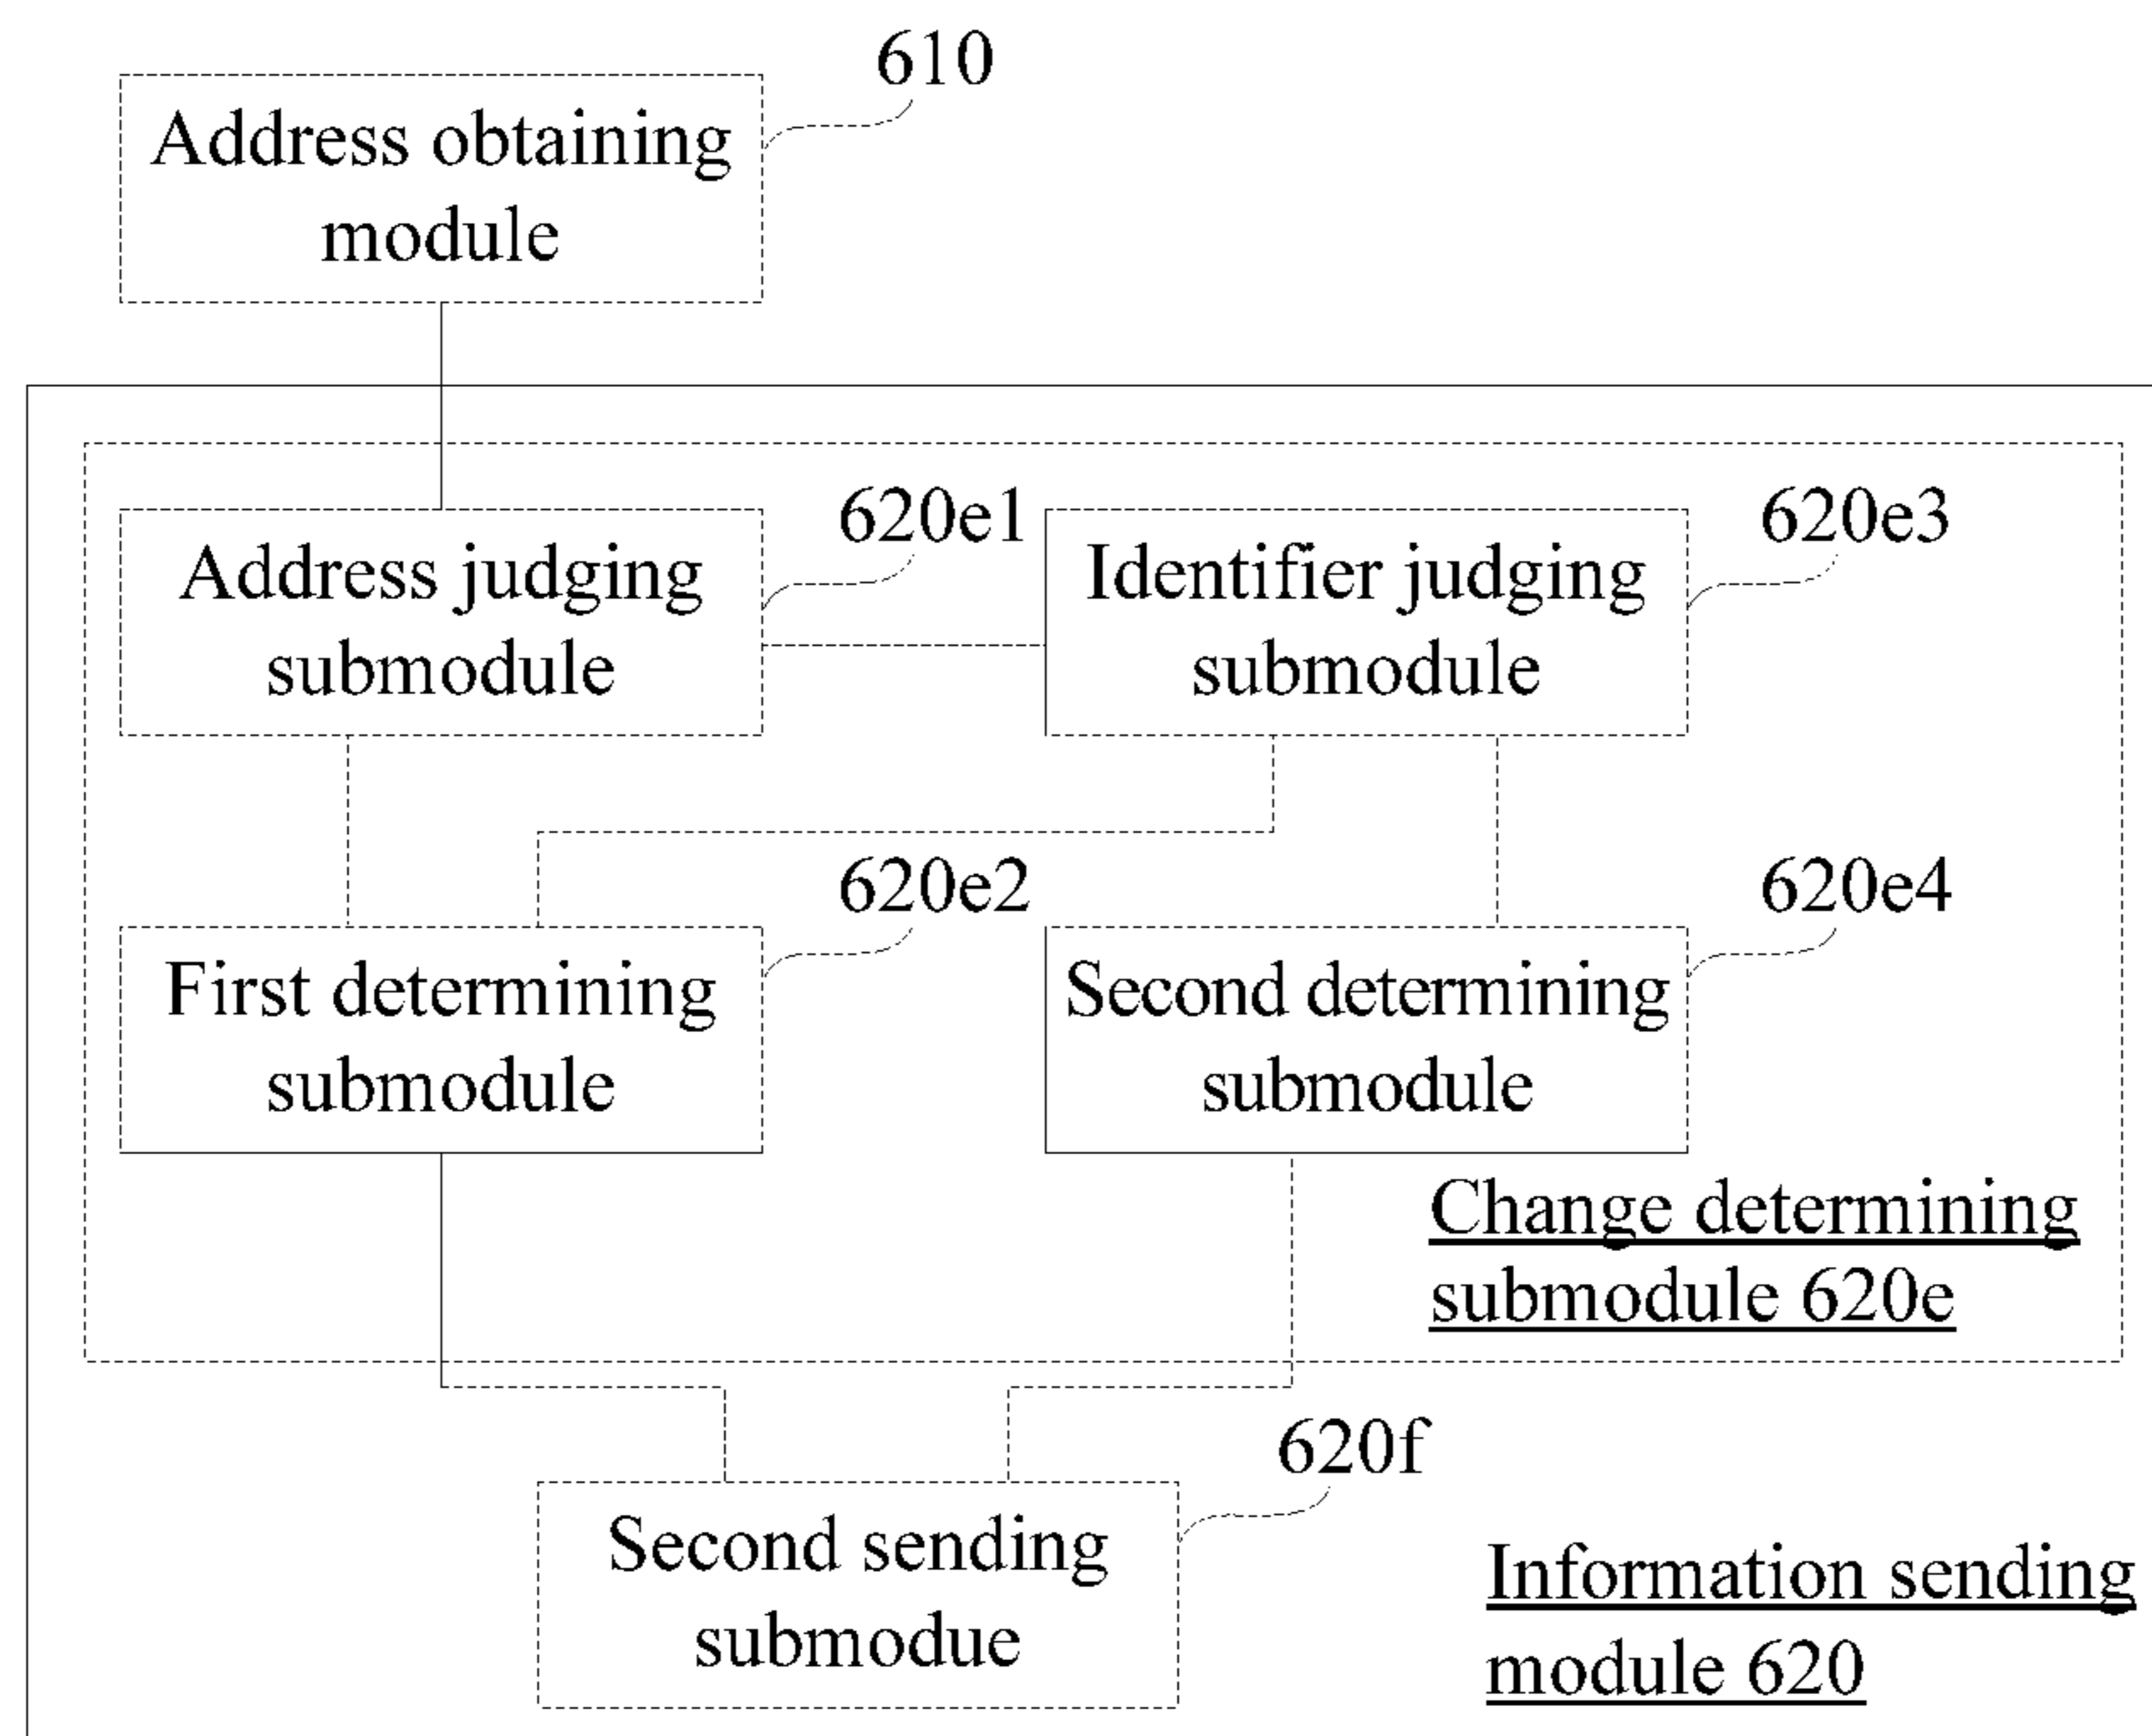 610
Address obtaining
module
620e1
Address judging
submodule
620e3
Identifier judging
submodule
620e2
First determining
submodule
620e4
Second determining
submodule
Change determining
submodule 620e
620f
Second sending
submodue
Information sending
module 620